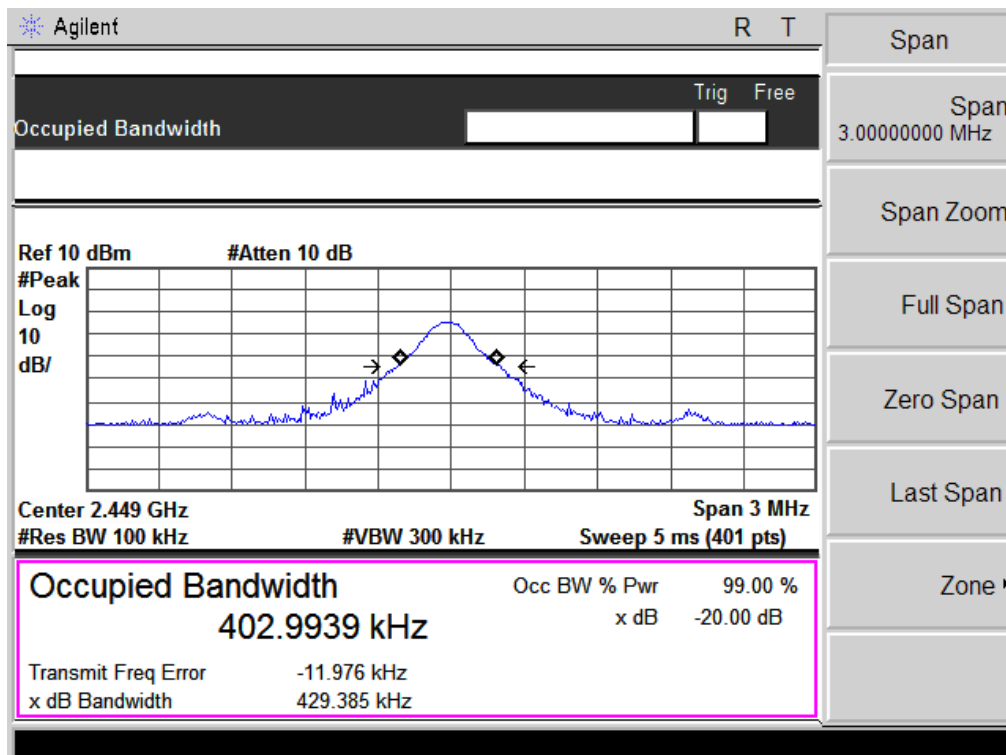 Agilent R T
Trig Free
Occupied Bandwidth
Ref 10 dBm #Atten 10 dB
#Peak
Log
10
dB/
Center 2.449 GHz Span 3 MHz
#Res BW 100 kHz #VBW 300 kHz Sweep 5 ms (401 pts)
Occupied Bandwidth Occ BW % Pwr 99.00 %
402.9939 kHz x dB -20.00 dB
Transmit Freq Error -11.976 kHz
x dB Bandwidth 429.385 kHz
Span
Span
3.00000000 MHz
Span Zoom
Full Span
Zero Span
Last Span
Zone